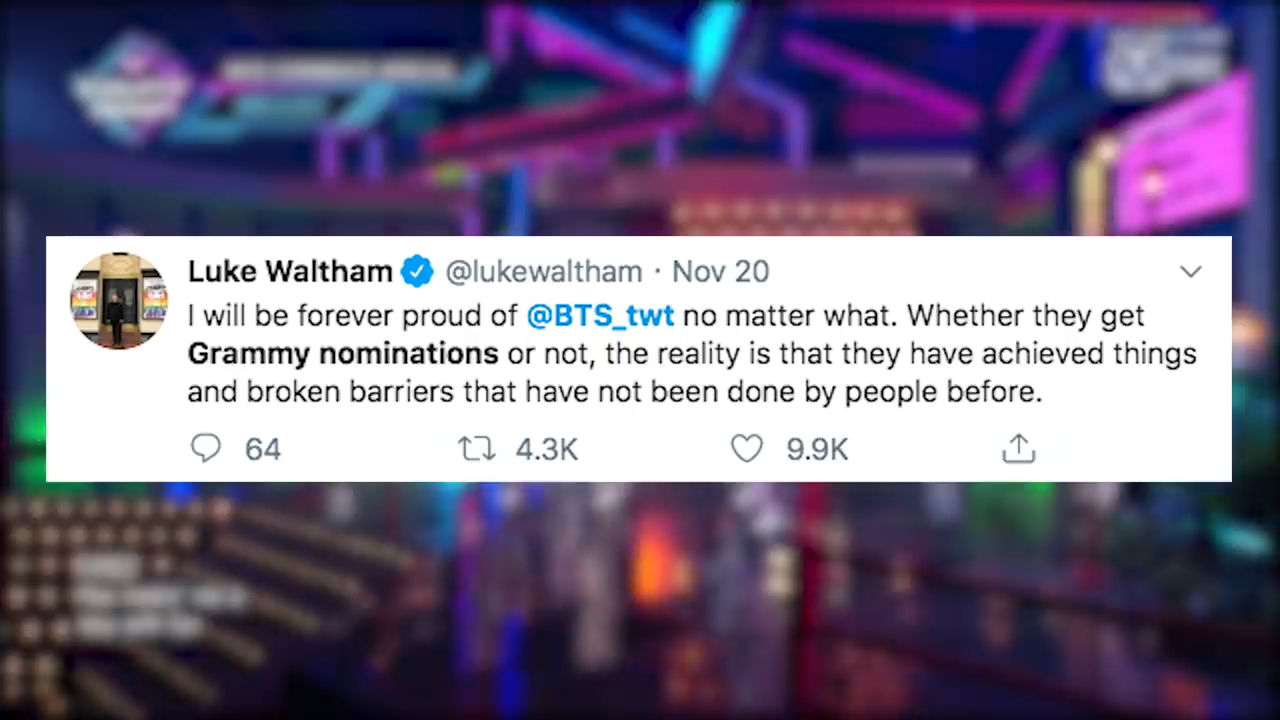 Luke Waltham @lukewaltham · Nov 20
I will be forever proud of @BTS_twt no matter what. Whether they get
Grammy nominations or not, the reality is that they have achieved things
and broken barriers that have not been done by people before.
64 4.3K 9.9K